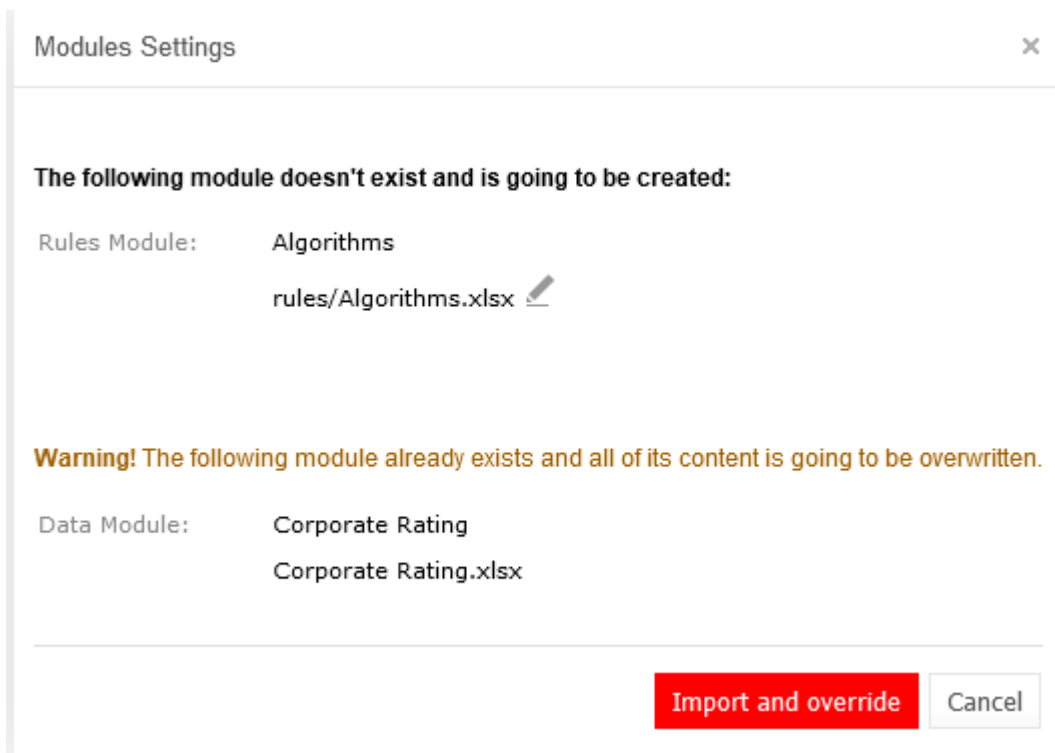 Modules Settings
The following module doesn't exist and is going to be created:
Rules Module: Algorithms
rules/Algorithms.xlsx
Warning! The following module already exists and all of its content is going to be overwritten.
Data Module: Corporate Rating
Corporate Rating.xlsx
Import and override Cancel